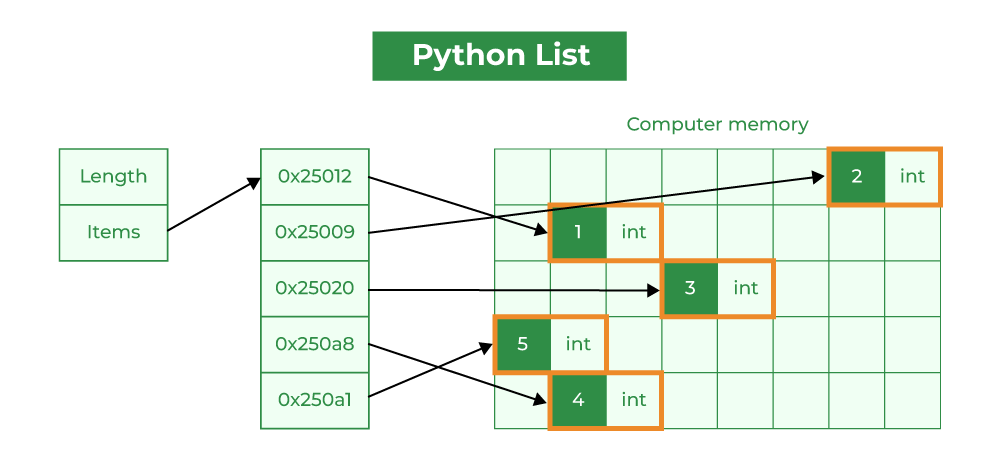 Python List
Computer memory
Length
Items
0x25012
0x25009
0x25020
0x250a8
0x250a1
2 int
1 int
3 int
5 int
4 int